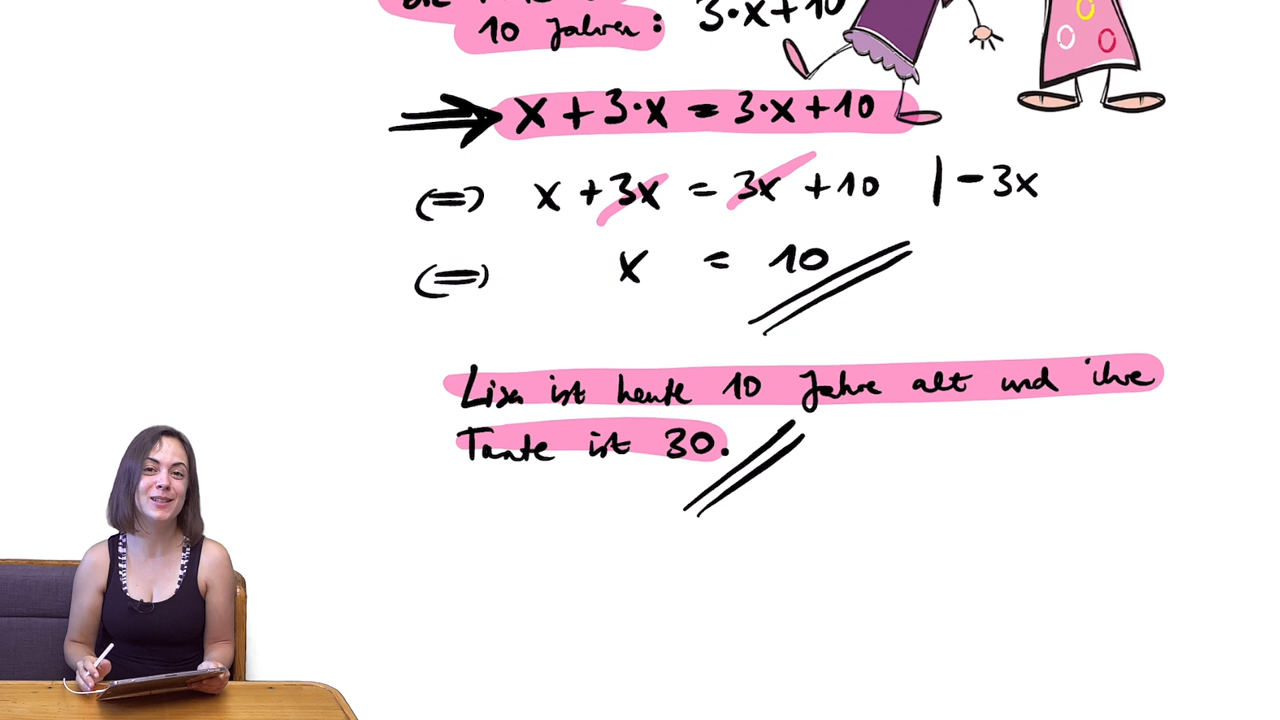 die
10 Jahren: 3·x+10
⟹ x + 3·x = 3·x+10
(=) x + 3x = 3x +10 | -3x
(=) x = 10
Lisa ist heute 10 Jahre alt und ihre
Tante ist 30.